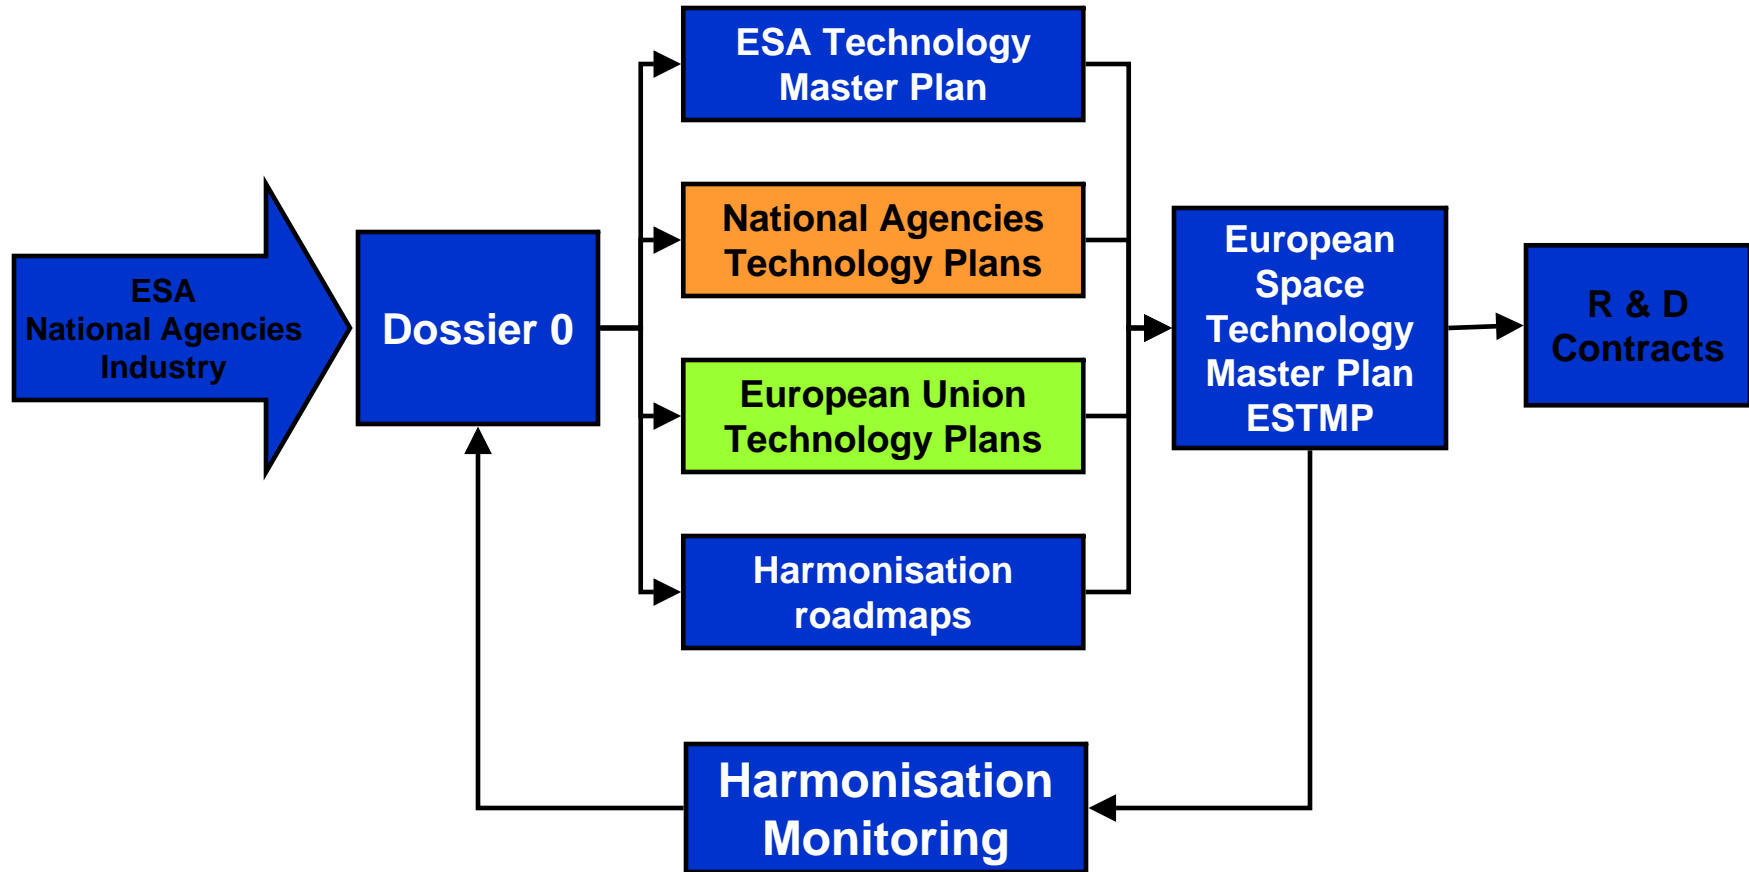 ESA Technology
Master Plan
National Agencies
Technology Plans
European Union
Technology Plans
Harmonisation
roadmaps
ESA
National Agencies
Industry
Dossier 0
European
Space
Technology
Master Plan
ESTMP
R & D
Contracts
Harmonisation
Monitoring